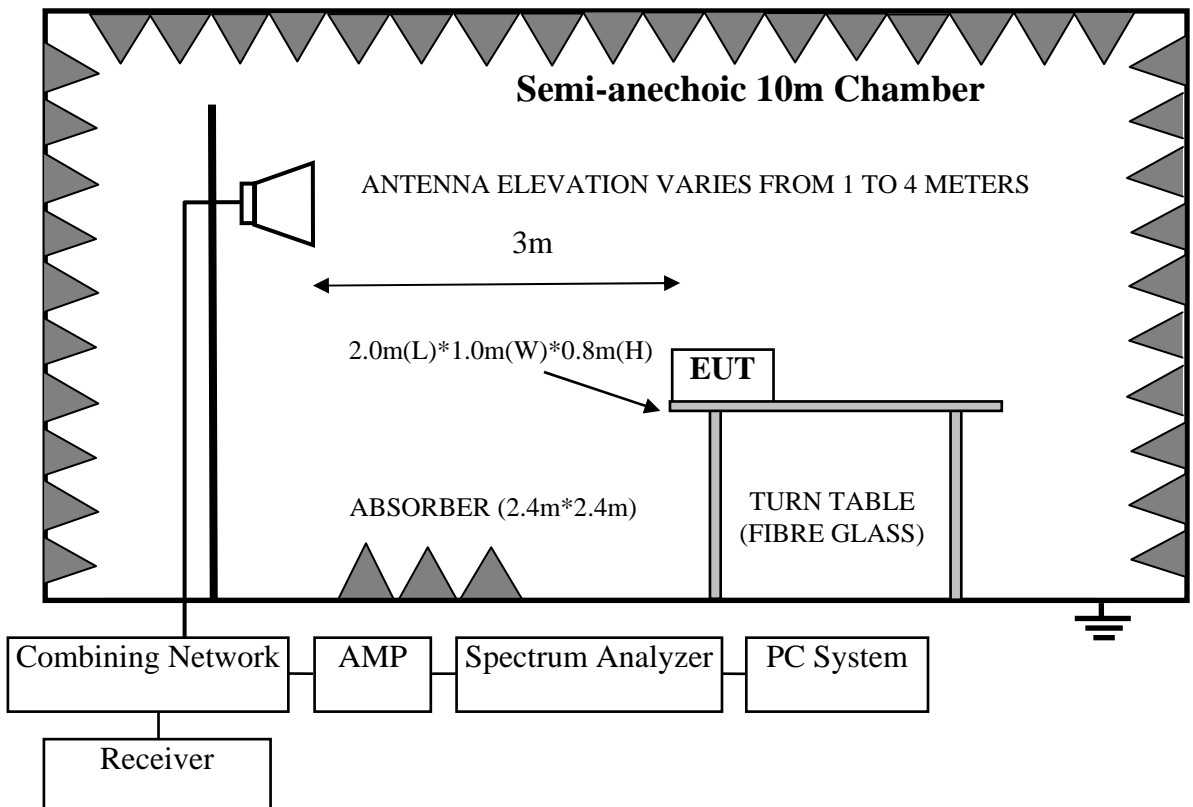 Semi-anechoic 10m Chamber
ANTENNA ELEVATION VARIES FROM 1 TO 4 METERS
3m
2.0m(L)*1.0m(W)*0.8m(H)
EUT
ABSORBER (2.4m*2.4m)
TURN TABLE
(FIBRE GLASS)
Combining Network
AMP
Spectrum Analyzer
PC System
Receiver